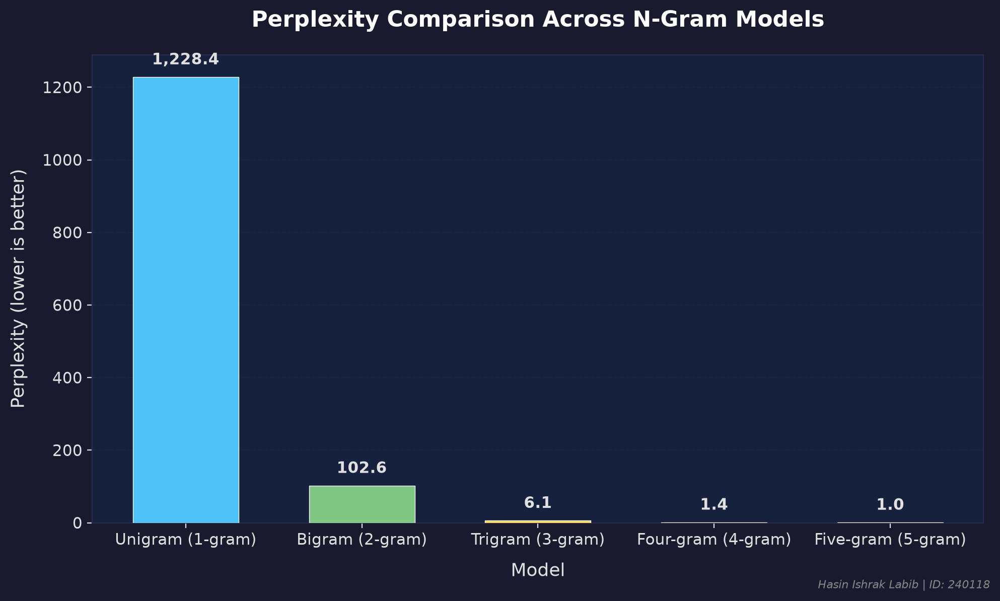 Perplexity Comparison Across N-Gram Models
1,228.4
1200
1000
800
600
400
200
0
Perplexity (lower is better)
102.6
6.1
1.4
1.0
Unigram (1-gram)
Bigram (2-gram)
Trigram (3-gram)
Four-gram (4-gram)
Five-gram (5-gram)
Model
Hasin Ishrak Labib | ID: 240118